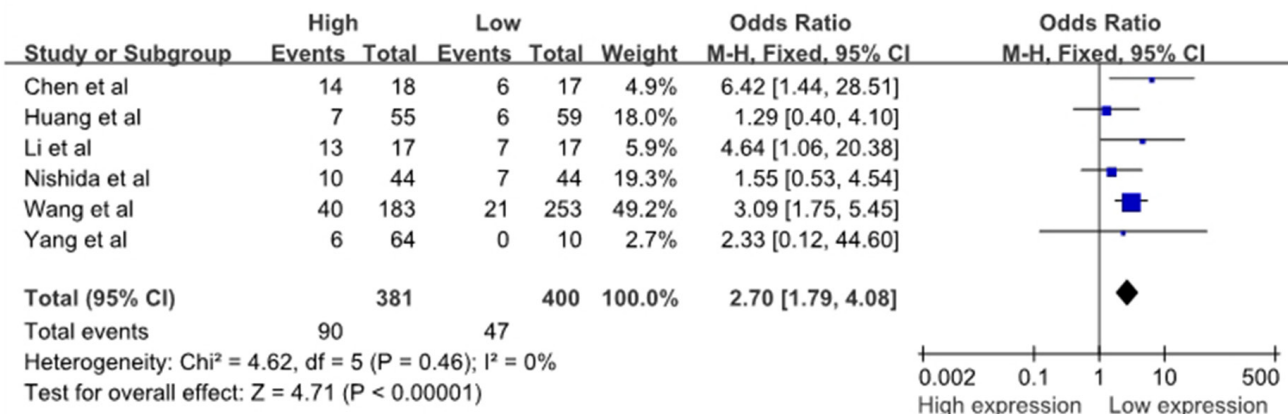 High Low Odds Ratio Odds Ratio
Study or Subgroup Events Total Events Total Weight M-H, Fixed, 95% CI M-H, Fixed, 95% CI
Chen et al 14 18 6 17 4.9% 6.42 [1.44, 28.51]
Huang et al 7 55 6 59 18.0% 1.29 [0.40, 4.10]
Li et al 13 17 7 17 5.9% 4.64 [1.06, 20.38]
Nishida et al 10 44 7 44 19.3% 1.55 [0.53, 4.54]
Wang et al 40 183 21 253 49.2% 3.09 [1.75, 5.45]
Yang et al 6 64 0 10 2.7% 2.33 [0.12, 44.60]
Total (95% CI) 381 400 100.0% 2.70 [1.79, 4.08]
Total events 90 47
Heterogeneity: Chi² = 4.62, df = 5 (P = 0.46); I² = 0%
Test for overall effect: Z = 4.71 (P < 0.00001)
0.002 0.1 1 10 500
High expression Low expression